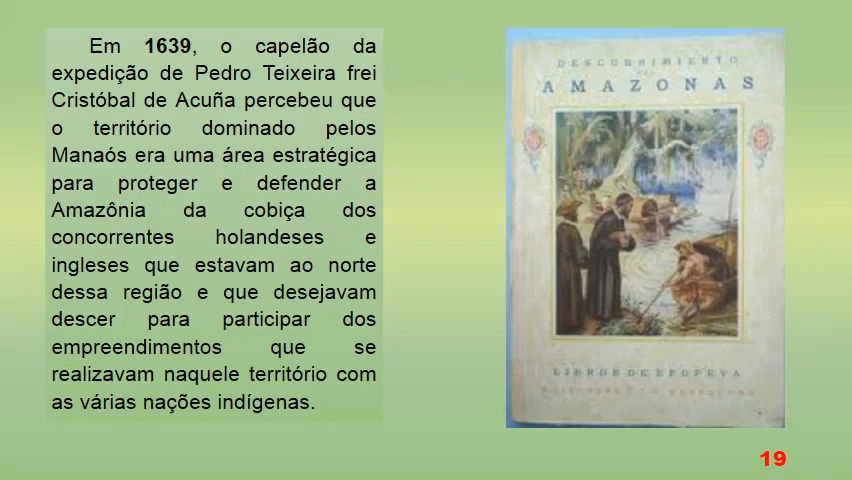 Em 1639, o capelão da
expedição de Pedro Teixeira frei
Cristóbal de Acuña percebeu que
o território dominado pelos
Manaós era uma área estratégica
para proteger e defender a
Amazônia da cobiça dos
concorrentes holandeses e
ingleses que estavam ao norte
dessa região e que desejavam
descer para participar dos
empreendimentos que se
realizavam naquele território com
as várias nações indígenas.
DESCUBRIMIENTO
DEL
AMAZONAS
LIBROS DE EPOPEYA
19